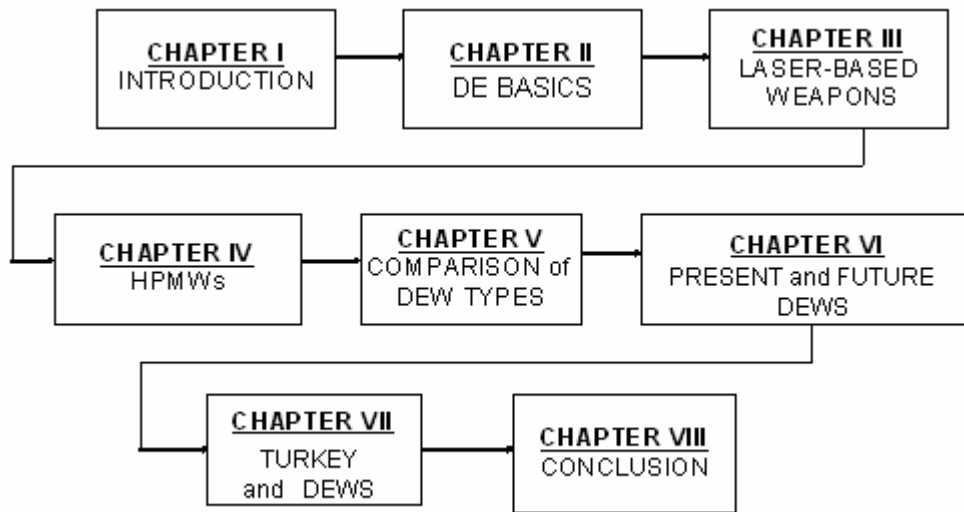 CHAPTER I
INTRODUCTION
CHAPTER II
DE BASICS
CHAPTER III
LASER-BASED
WEAPONS
CHAPTER IV
HPMWs
CHAPTER V
COMPARISON of
DEW TYPES
CHAPTER VI
PRESENT and FUTURE
DEWS
CHAPTER VII
TURKEY
and DEWS
CHAPTER VIII
CONCLUSION